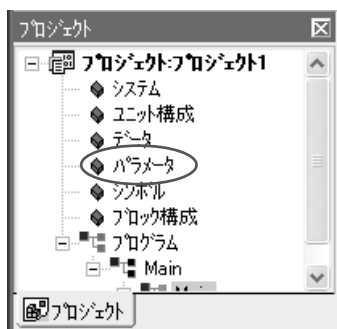 プロジェクト
プロジェクト:プロジェクト1
システム
ユニット構成
データ
パラメータ
シンボル
ブロック構成
プログラム
Main
プロジェクト